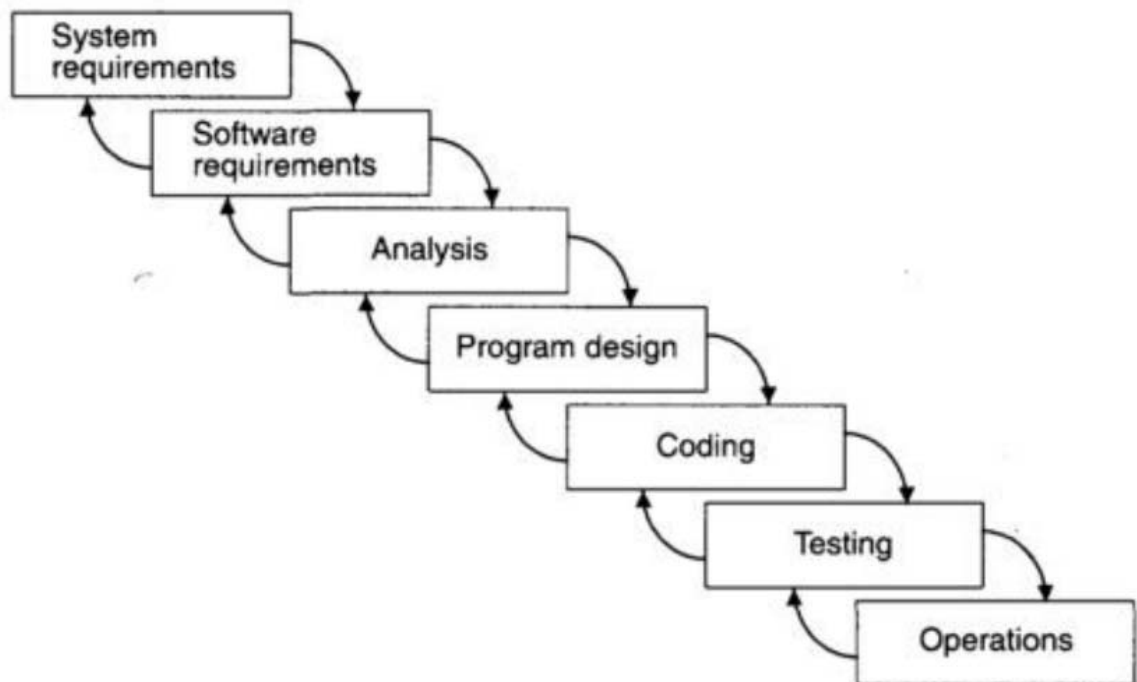 System
requirements
Software
requirements
Analysis
Program design
Coding
Testing
Operations